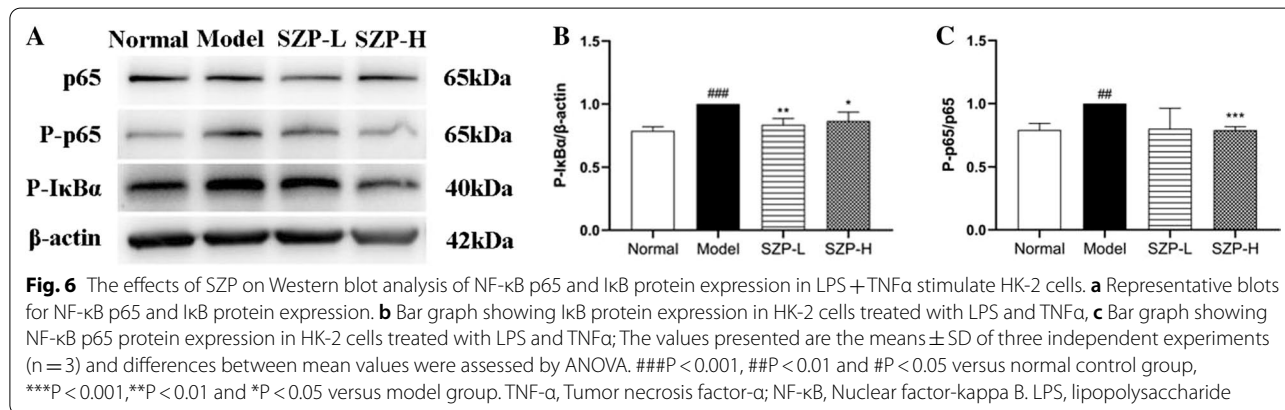 A
Normal Model SZP-L SZP-H
p65 65kDa
P-p65 65kDa
P-IκBα 40kDa
β-actin 42kDa
B
P-IκBα/β-actin
1.5
1.0
0.5
0.0
###
**
*
Normal Model SZP-L SZP-H
C
P-p65/p65
1.5
1.0
0.5
0.0
##
***
Normal Model SZP-L SZP-H
Fig. 6 The effects of SZP on Western blot analysis of NF-κB p65 and IκB protein expression in LPS + TNFα stimulate HK-2 cells. a Representative blots
for NF-κB p65 and IκB protein expression. b Bar graph showing IκB protein expression in HK-2 cells treated with LPS and TNFα, c Bar graph showing
NF-κB p65 protein expression in HK-2 cells treated with LPS and TNFα; The values presented are the means ± SD of three independent experiments
(n = 3) and differences between mean values were assessed by ANOVA. ###P < 0.001, ##P < 0.01 and #P < 0.05 versus normal control group,
***P < 0.001,**P < 0.01 and *P < 0.05 versus model group. TNF-α, Tumor necrosis factor-α; NF-κB, Nuclear factor-kappa B. LPS, lipopolysaccharide